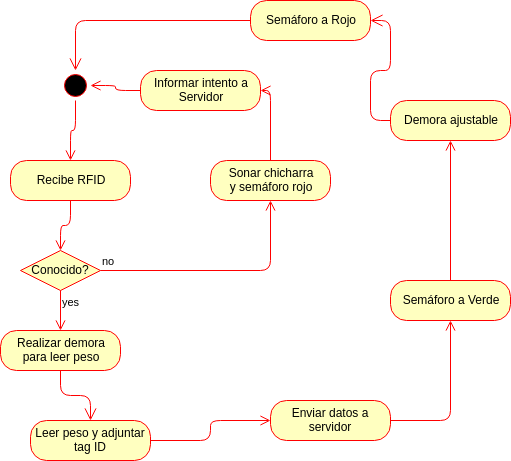 Semáforo a Rojo
Informar intento a
Servidor
Demora ajustable
Recibe RFID
Sonar chicharra
y semáforo rojo
Conocido?
no
yes
Semáforo a Verde
Realizar demora
para leer peso
Enviar datos a
servidor
Leer peso y adjuntar
tag ID